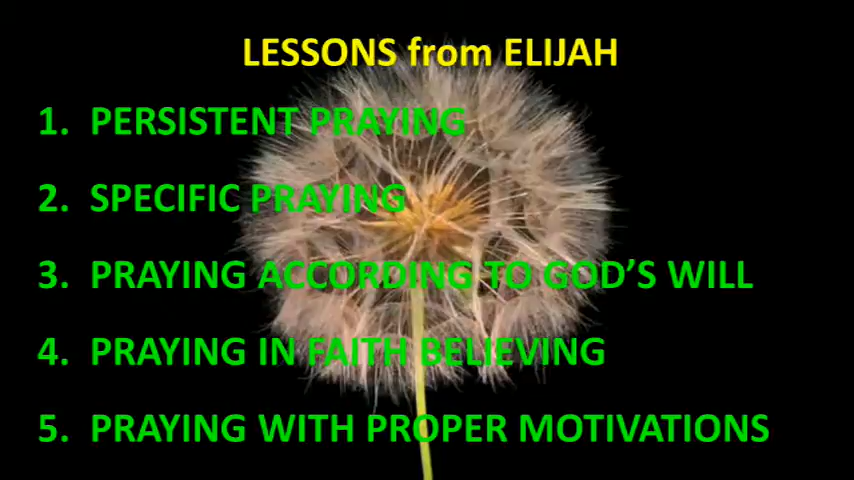 LESSONS from ELIJAH
1. PERSISTENT PRAYING
2. SPECIFIC PRAYING
3. PRAYING ACCORDING TO GOD’S WILL
4. PRAYING IN FAITH BELIEVING
5. PRAYING WITH PROPER MOTIVATIONS